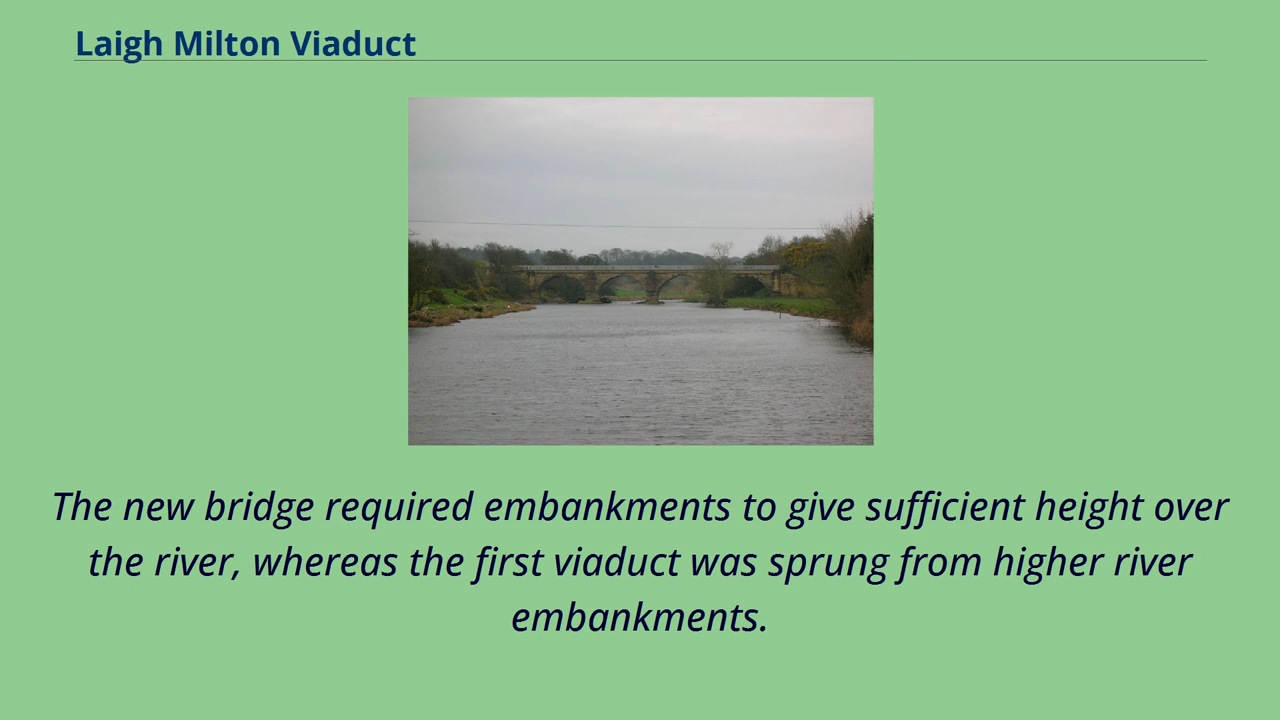 Laigh Milton Viaduct
The new bridge required embankments to give sufficient height over
the river, whereas the first viaduct was sprung from higher river
embankments.